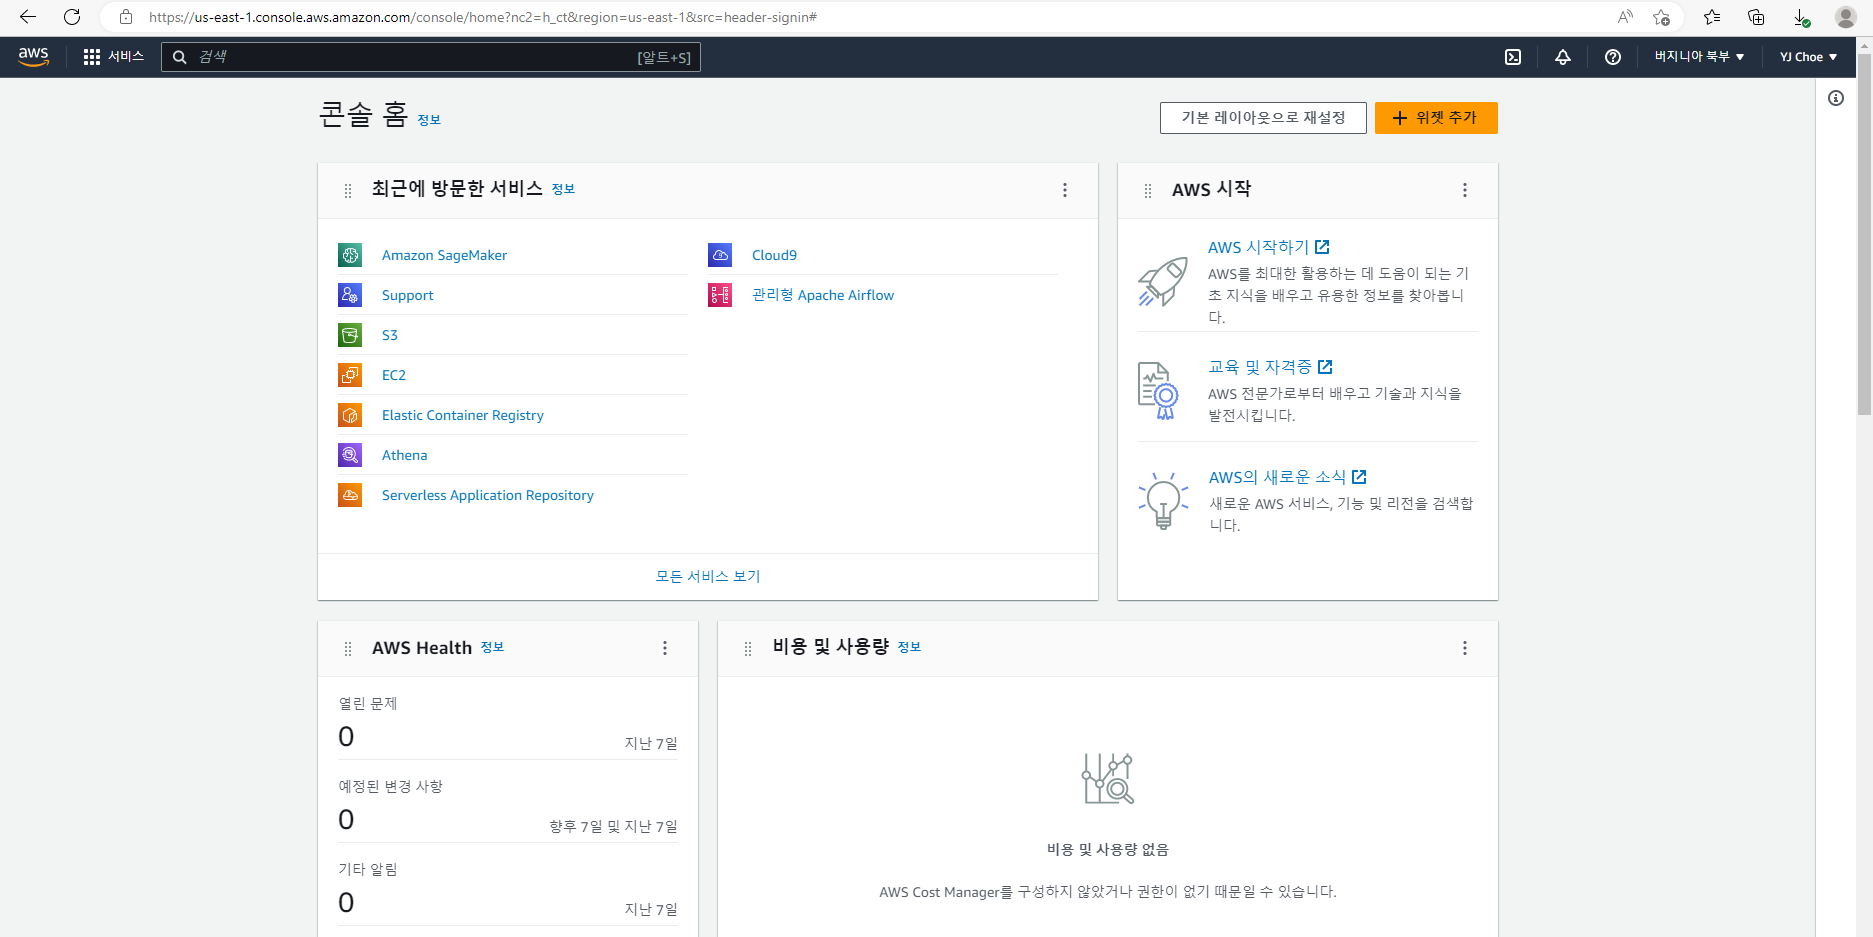 https://us-east-1.console.aws.amazon.com/console/home?nc2=h_ct&region=us-east-1&src=header-signin#
aws 서비스 검색 [알트+S] 버지니아 북부 YJ Choe
콘솔 홈 정보 기본 레이아웃으로 재설정 위젯 추가
최근에 방문한 서비스 정보
Amazon SageMaker Cloud9
Support 관리형 Apache Airflow
S3
EC2
Elastic Container Registry
Athena
Serverless Application Repository
모든 서비스 보기
AWS 시작
AWS 시작하기
AWS를 최대한 활용하는 데 도움이 되는 기
초 지식을 배우고 유용한 정보를 찾아봅니
다.
교육 및 자격증
AWS 전문가로부터 배우고 기술과 지식을
발전시킵니다.
AWS의 새로운 소식
새로운 AWS 서비스, 기능 및 리전을 검색합
니다.
AWS Health 정보
열린 문제
0 지난 7일
예정된 변경 사항
0 향후 7일 및 지난 7일
기타 알림
0 지난 7일
비용 및 사용량 정보
비용 및 사용량 없음
AWS Cost Manager를 구성하지 않았거나 권한이 없기 때문일 수 있습니다.